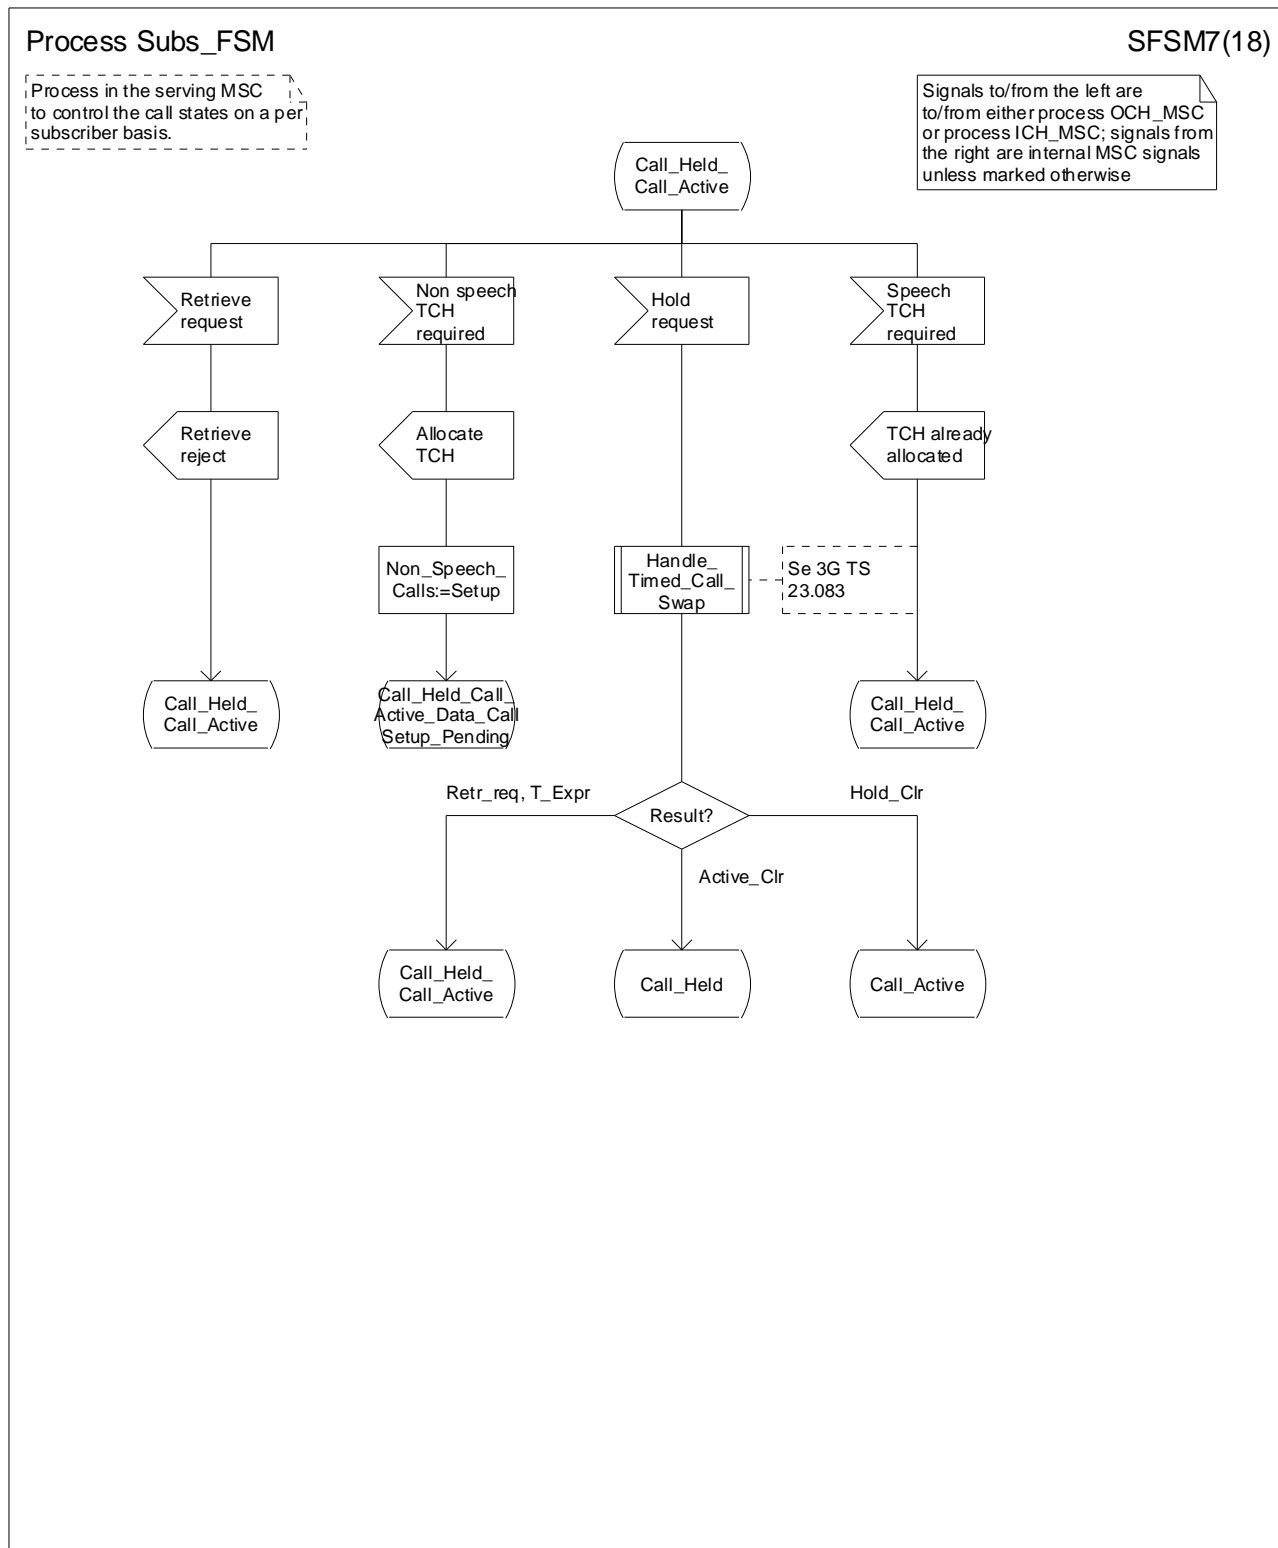 Process Subs_FSM
SFSM7(18)
Process in the serving MSC
to control the call states on a per
subscriber basis.
Signals to/from the left are
to/from either process OCH_MSC
or process ICH_MSC; signals from
the right are internal MSC signals
unless marked otherwise
Call_Held_
Call_Active
Retrieve
request
Non speech
TCH
required
Hold
request
Speech
TCH
required
Retrieve
reject
Allocate
TCH
TCH already
allocated
Non_Speech_
Calls:=Setup
Handle_
Timed_Call_
Swap
Se 3G TS
23.083
Call_Held_
Call_Active
Call_Held_Call_
Active_Data_Call
Setup_Pending
Call_Held_
Call_Active
Retr_req, T_Expr
Result?
Hold_Clr
Active_Clr
Call_Held_
Call_Active
Call_Held
Call_Active